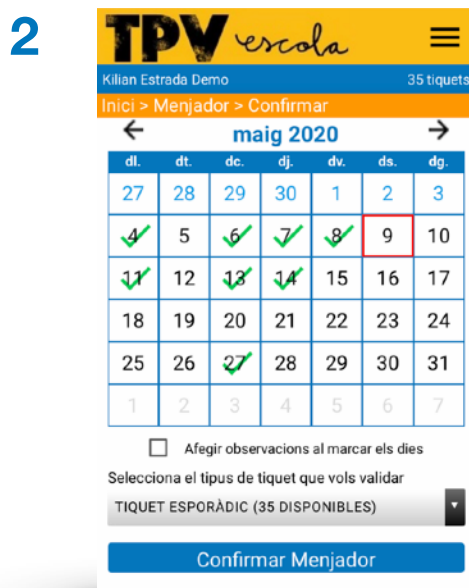 2
TPV escola
Kilian Estrada Demo 35 tiquets
Inici > Menjador > Confirmar
← maig 2020 →
dl. dt. dc. dj. dv. ds. dg.
27 28 29 30 1 2 3
4 5 6 7 8 9 10
11 12 13 14 15 16 17
18 19 20 21 22 23 24
25 26 27 28 29 30 31
1 2 3 4 5 6 7
Afegir observacions al marcar els dies
Selecciona el tipus de tiquet que vols validar
TIQUET ESPORÀDIC (35 DISPONIBLES)
Confirmar Menjador